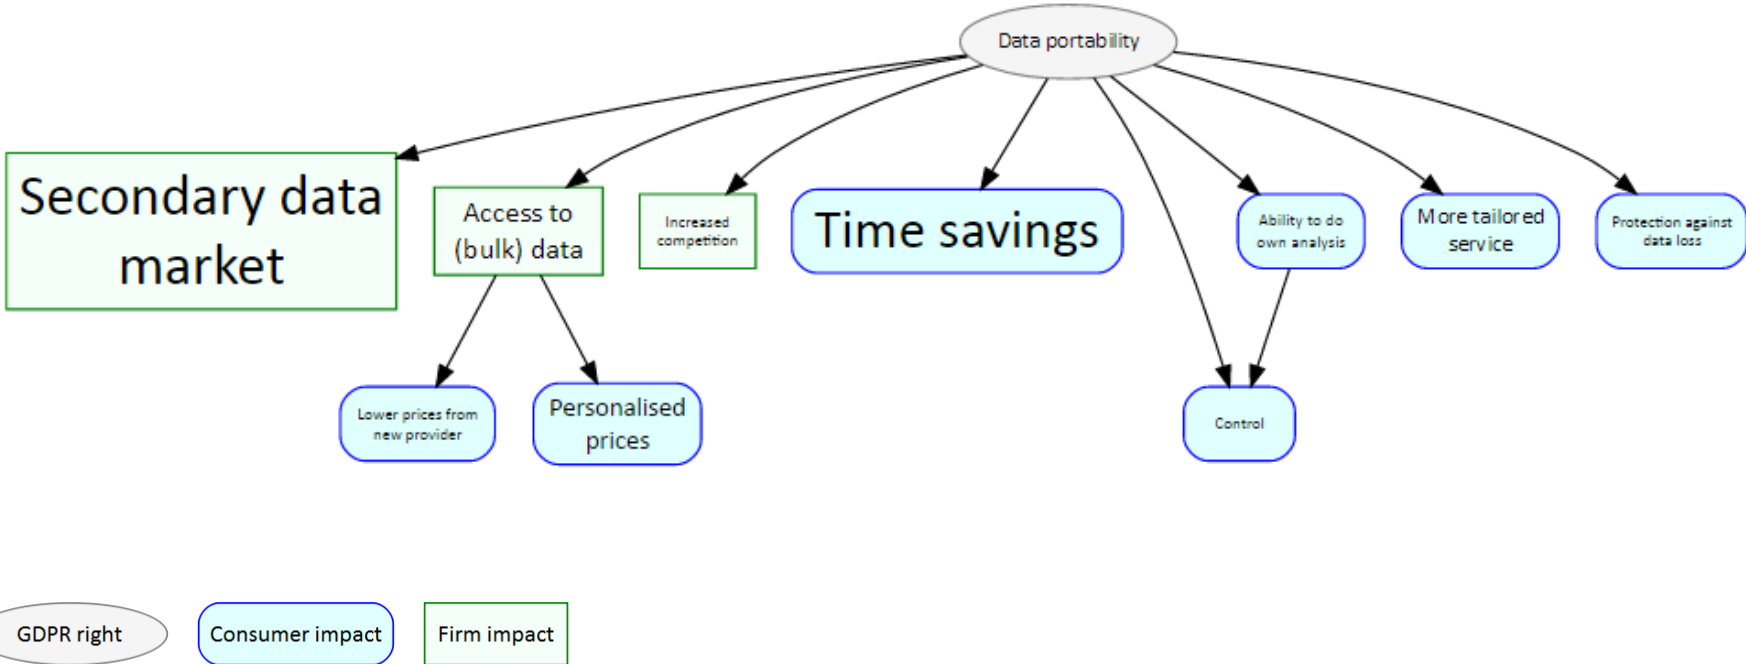 Data portability
Secondary data
market
Access to
(bulk) data
Increased
competition
Time savings
Ability to do
own analysis
More tailored
service
Protection against
data loss
Lower prices from
new provider
Personalised
prices
Control
GDPR right
Consumer impact
Firm impact